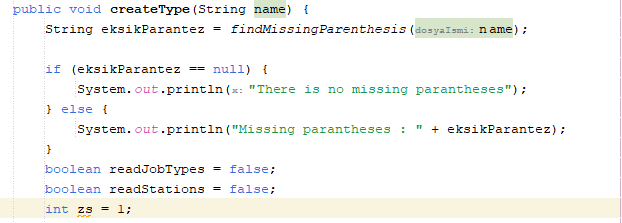 public void createType(String name) {
String eksikParantez = findMissingParenthesis(dosyaIsmi: name);
if (eksikParantez == null) {
System.out.println(x: "There is no missing parantheses");
} else {
System.out.println("Missing parantheses : " + eksikParantez);
}
boolean readJobTypes = false;
boolean readStations = false;
int zs = 1;